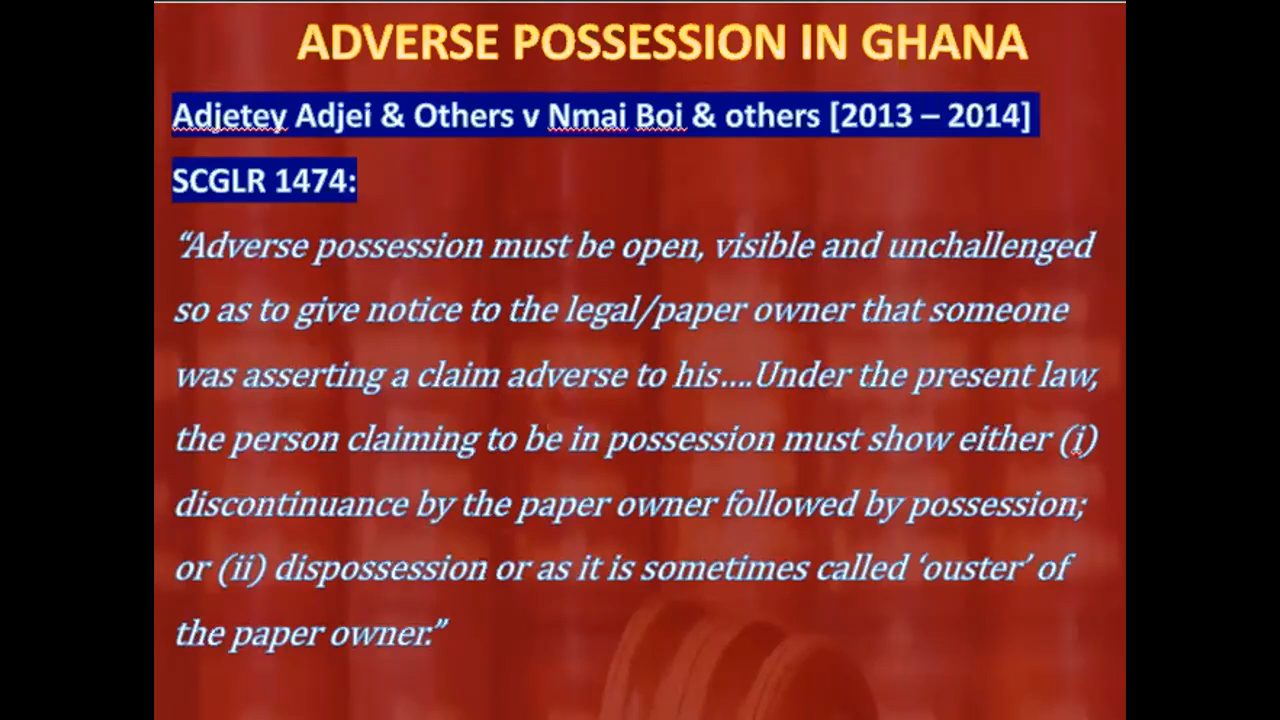 ADVERSE POSSESSION IN GHANA
Adjetey Adjei & Others v Nmai Boi & others [2013 – 2014]
SCGLR 1474:
“Adverse possession must be open, visible and unchallenged
so as to give notice to the legal/paper owner that someone
was asserting a claim adverse to his....Under the present law,
the person claiming to be in possession must show either (i)
discontinuance by the paper owner followed by possession;
or (ii) dispossession or as it is sometimes called ‘ouster’ of
the paper owner.”